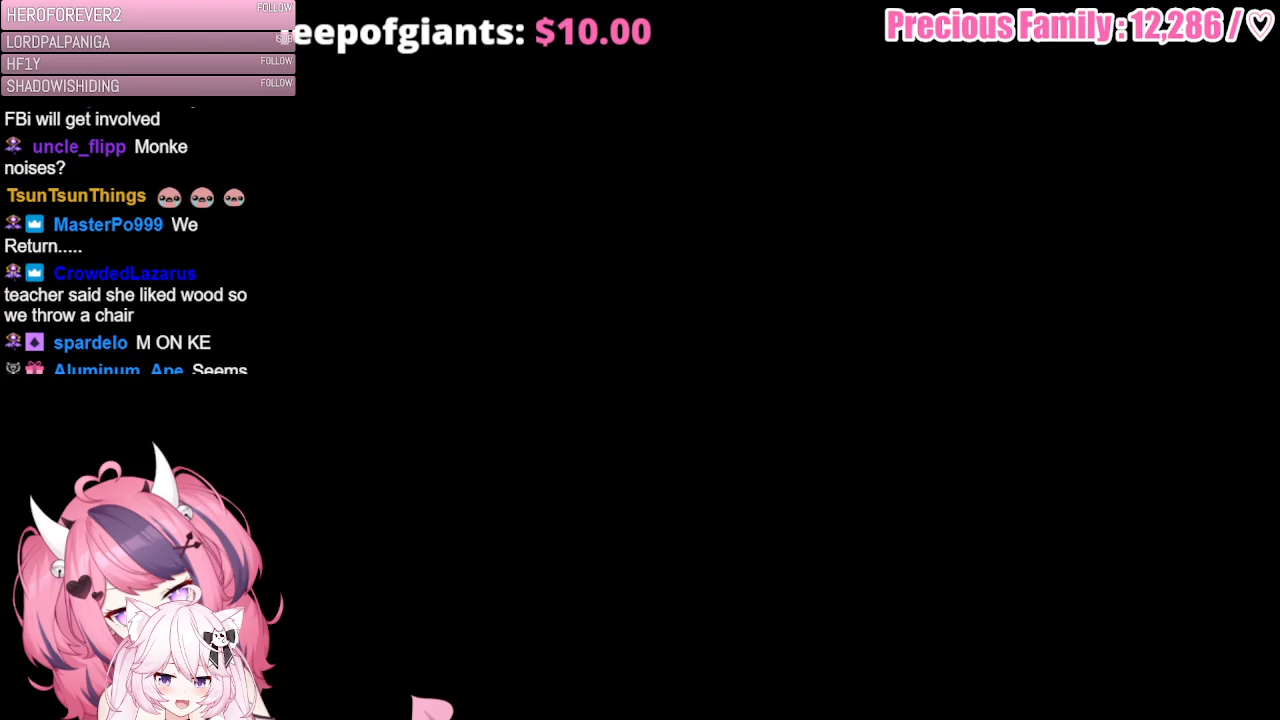 HEROFOREVER2 FOLLOW
LORDPALPANIGA
HF1Y FOLLOW
SHADOWISHIDING FOLLOW
eepofgiants: $10.00
Precious Family : 12,286 / ♡
FBi will get involved
uncle_flipp Monke
noises?
TsunTsunThings
MasterPo999 We
Return.....
CrowdedLazarus
teacher said she liked wood so
we throw a chair
spardelo M ON KE
Aluminum_Ape Seems